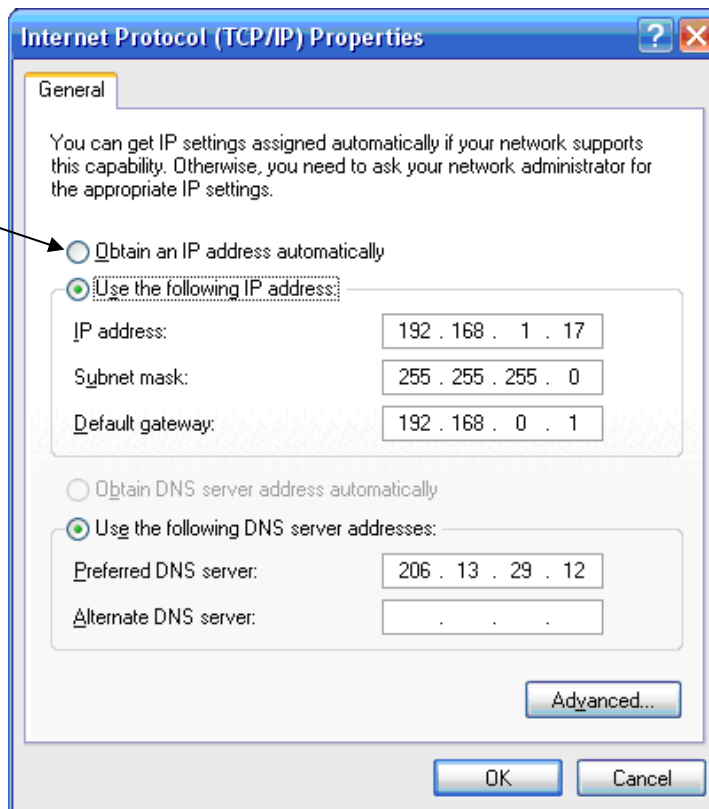 Internet Protocol (TCP/IP) Properties
General
You can get IP settings assigned automatically if your network supports
this capability. Otherwise, you need to ask your network administrator for
the appropriate IP settings.
Obtain an IP address automatically
Use the following IP address:
IP address: 192 . 168 . 1 . 17
Subnet mask: 255 . 255 . 255 . 0
Default gateway: 192 . 168 . 0 . 1
Obtain DNS server address automatically
Use the following DNS server addresses:
Preferred DNS server: 206 . 13 . 29 . 12
Alternate DNS server: . . .
Advanced...
OK Cancel